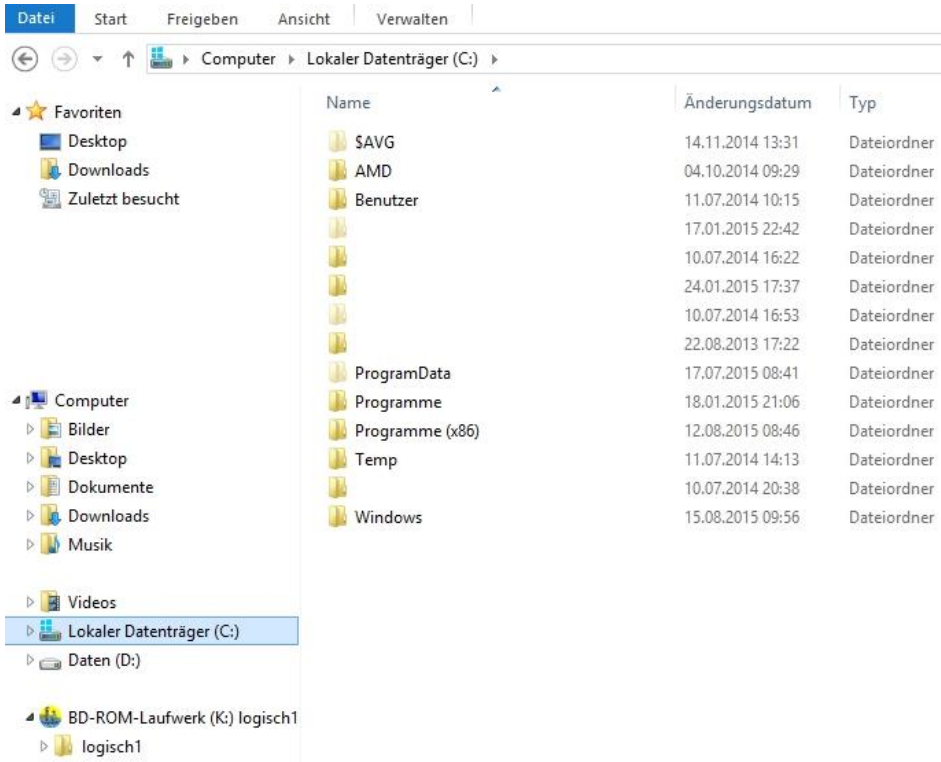 Datei Start Freigeben Ansicht Verwalten
Computer Lokaler Datenträger (C:)
Favoriten
Desktop
Downloads
Zuletzt besucht
Computer
Bilder
Desktop
Dokumente
Downloads
Musik
Videos
Lokaler Datenträger (C:)
Daten (D:)
BD-ROM-Laufwerk (K:) logisch1
logisch1
Name Änderungsdatum Typ
$AVG 14.11.2014 13:31 Dateiordner
AMD 04.10.2014 09:29 Dateiordner
Benutzer 11.07.2014 10:15 Dateiordner
17.01.2015 22:42 Dateiordner
10.07.2014 16:22 Dateiordner
24.01.2015 17:37 Dateiordner
10.07.2014 16:53 Dateiordner
22.08.2013 17:22 Dateiordner
ProgramData 17.07.2015 08:41 Dateiordner
Programme 18.01.2015 21:06 Dateiordner
Programme (x86) 12.08.2015 08:46 Dateiordner
Temp 11.07.2014 14:13 Dateiordner
10.07.2014 20:38 Dateiordner
Windows 15.08.2015 09:56 Dateiordner